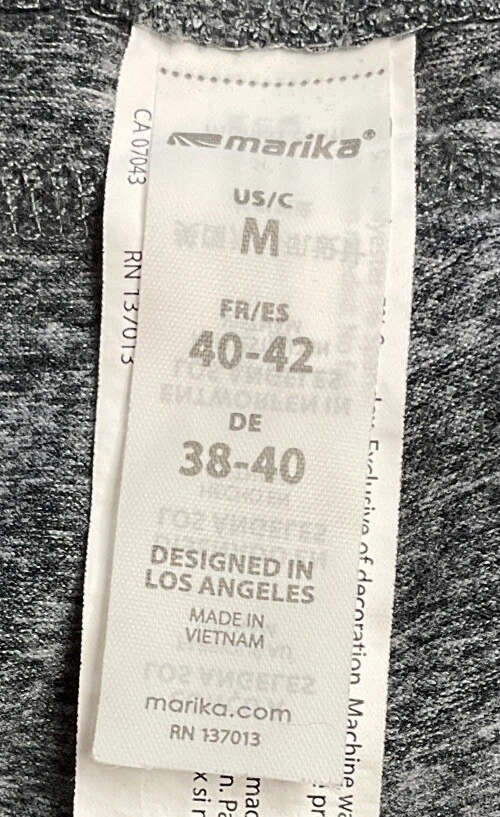 marika®
US/C
M
FR/ES
40-42
DE
38-40
DESIGNED IN
LOS ANGELES
MADE IN
VIETNAM
marika.com
RN 137013
CA 07043
RN 137013
Exclusive of decoration. Machine